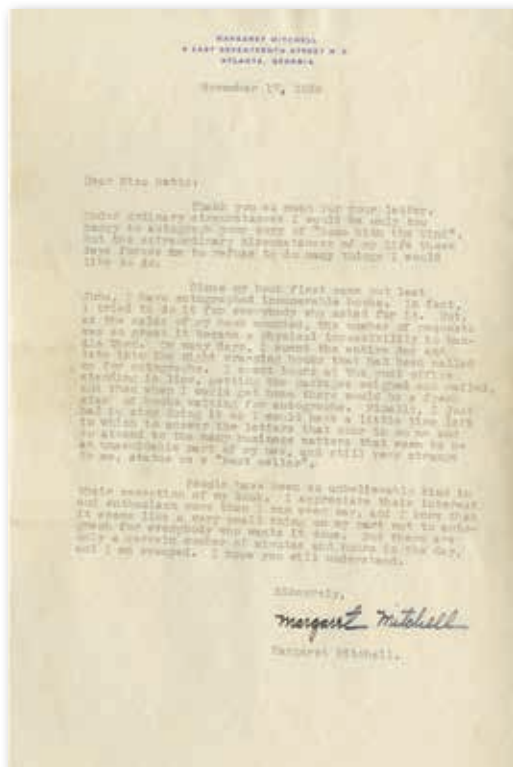 MARGARET MITCHELL
4 EAST SEVENTEENTH STREET N. E.
ATLANTA, GEORGIA
November 17, 1936
Dear Miss
Thank you so much for your letter.
Under ordinary circumstances I would be only too
happy to autograph your copy of "Gone With the Wind",
but the extraordinary circumstances of my life these
days forces me to refuse to do many things I would
like to do.
Since my book first came out last
June, I have autographed innumerable books. In fact,
I tried to do it for everybody who asked for it. But,
as the sales of my book mounted, the number of requests
was so great it became a physical impossibility to han-
dle them. So many days, I spent the entire day and
late into the night wrapping books that had been mailed
me for autographs. I spent hours at the post office
standing in line, getting the packages weighed and mailed,
and then when I would get home there would be a fresh
stack of books waiting for autographs. Finally, I just
had to stop doing it so I would have a little time left
in which to answer the letters that pour in on me and
to attend to the many business matters that seem to be
an unavoidable part of my new, and still very strange
to me, status as a "best seller".
People have been so unbelievably kind in
their reception of my book. I appreciate their interest
and enthusiasm more than I can ever say, and I know that
it seems like a very small thing on my part not to auto-
graph for everybody who wants it done. But there are
only a certain number of minutes and hours in the day,
and I am swamped. I hope you will understand.
Sincerely,
Margaret Mitchell
Margaret Mitchell.